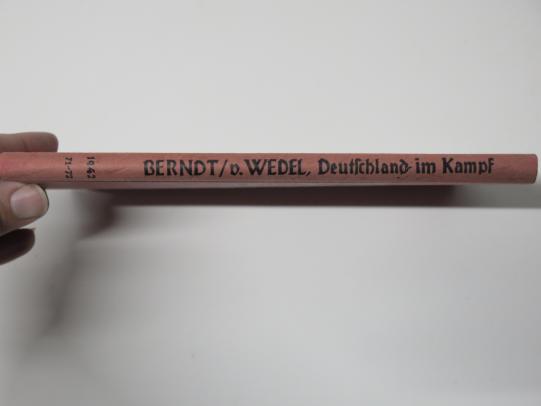 BERNDT/v. WEDEL, Deutſchland im Kampf
1942
71-72